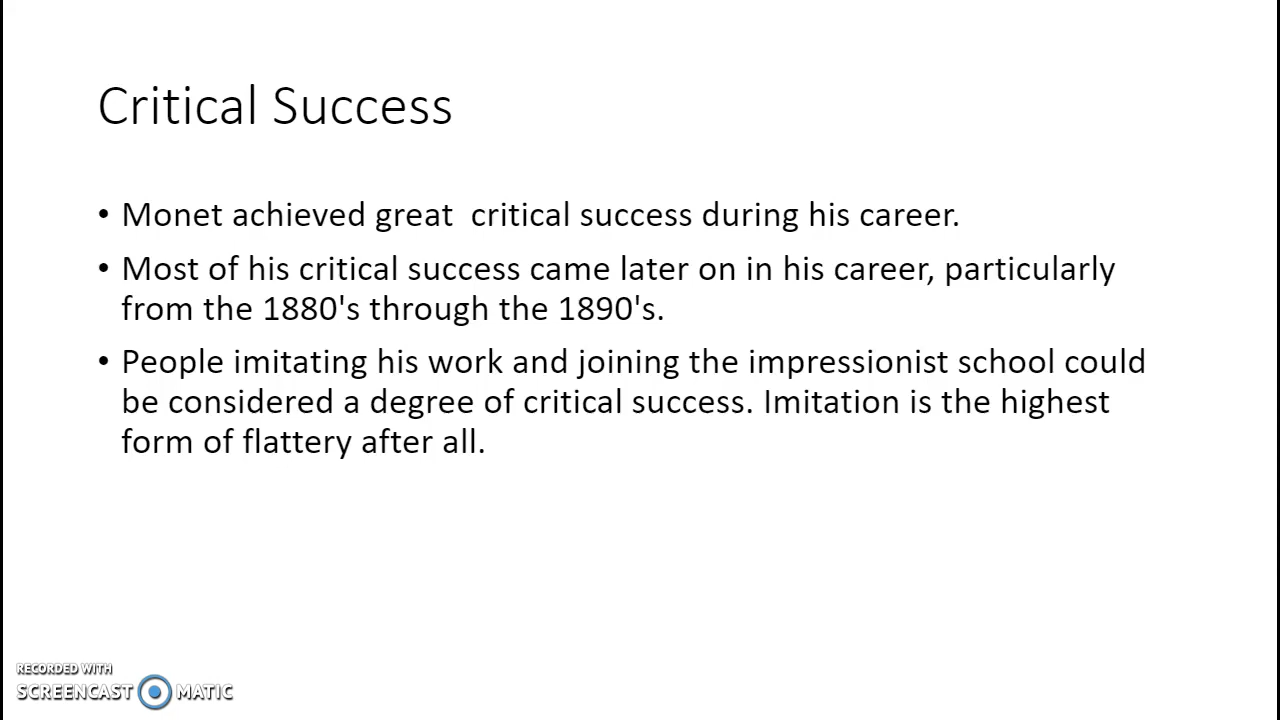 Critical Success
• Monet achieved great  critical success during his career.
• Most of his critical success came later on in his career, particularly
from the 1880's through the 1890's.
• People imitating his work and joining the impressionist school could
be considered a degree of critical success. Imitation is the highest
form of flattery after all.
RECORDED WITH
SCREENCAST MATIC